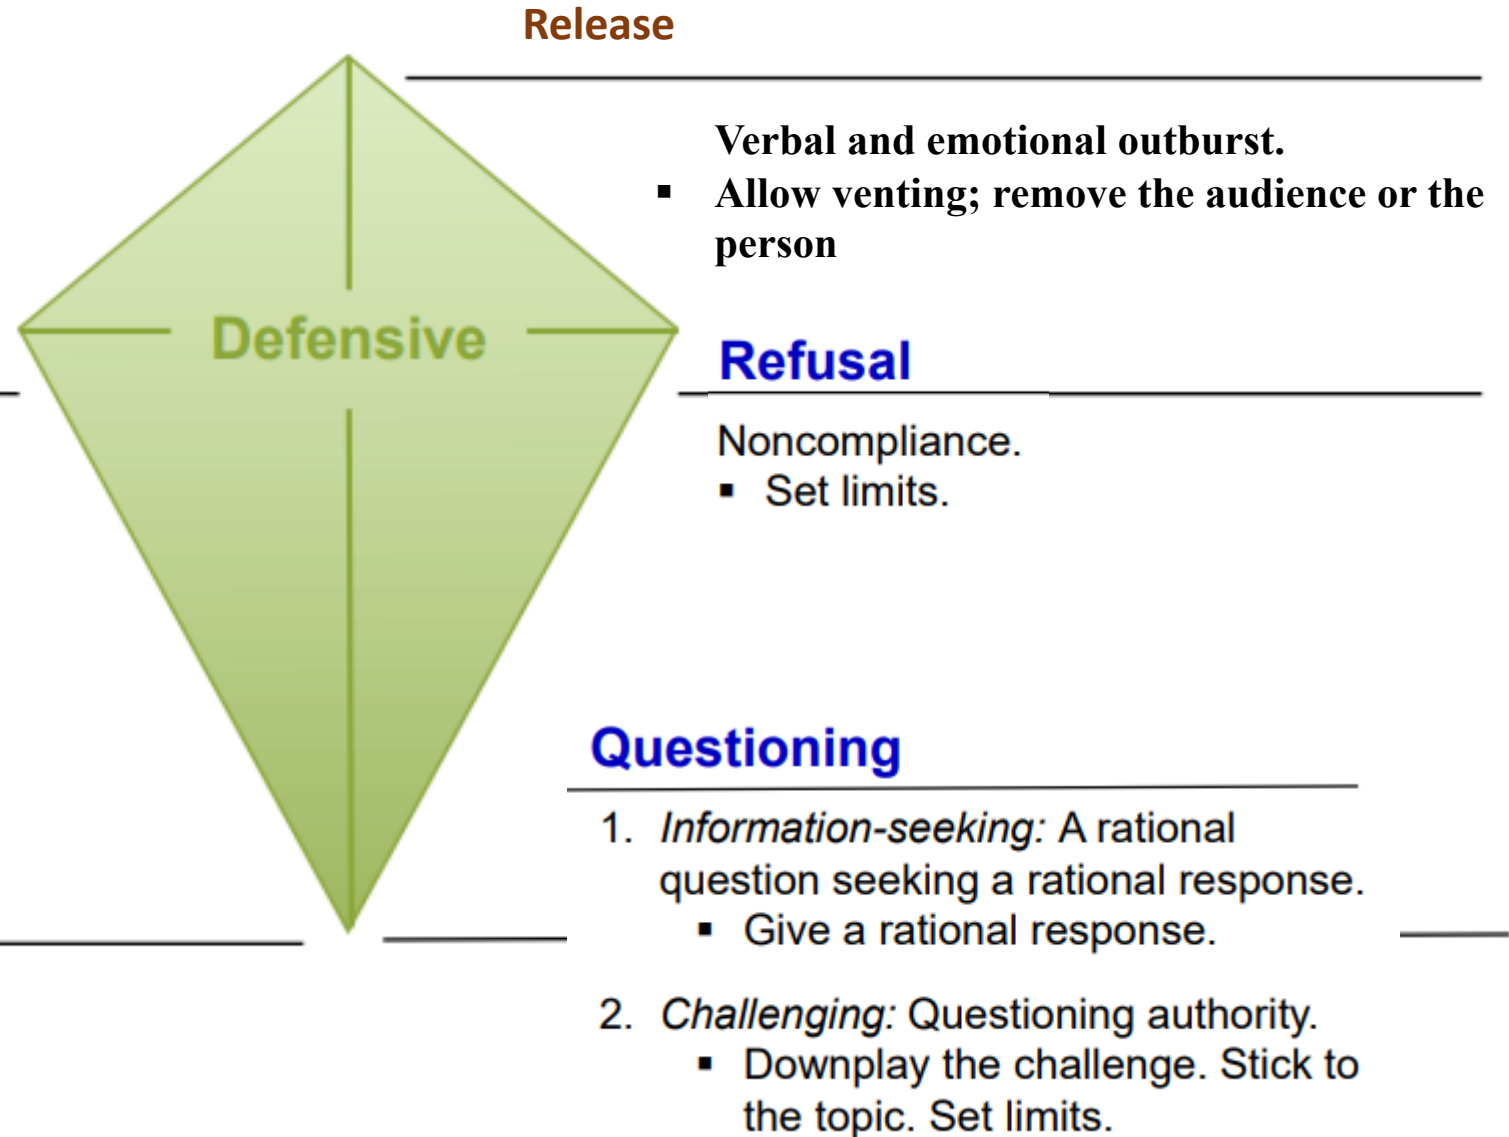 Release
Verbal and emotional outburst.
▪ Allow venting; remove the audience or the
person
Defensive
Refusal
Noncompliance.
▪ Set limits.
Questioning
1. Information-seeking: A rational
question seeking a rational response.
▪ Give a rational response.
2. Challenging: Questioning authority.
▪ Downplay the challenge. Stick to
the topic. Set limits.